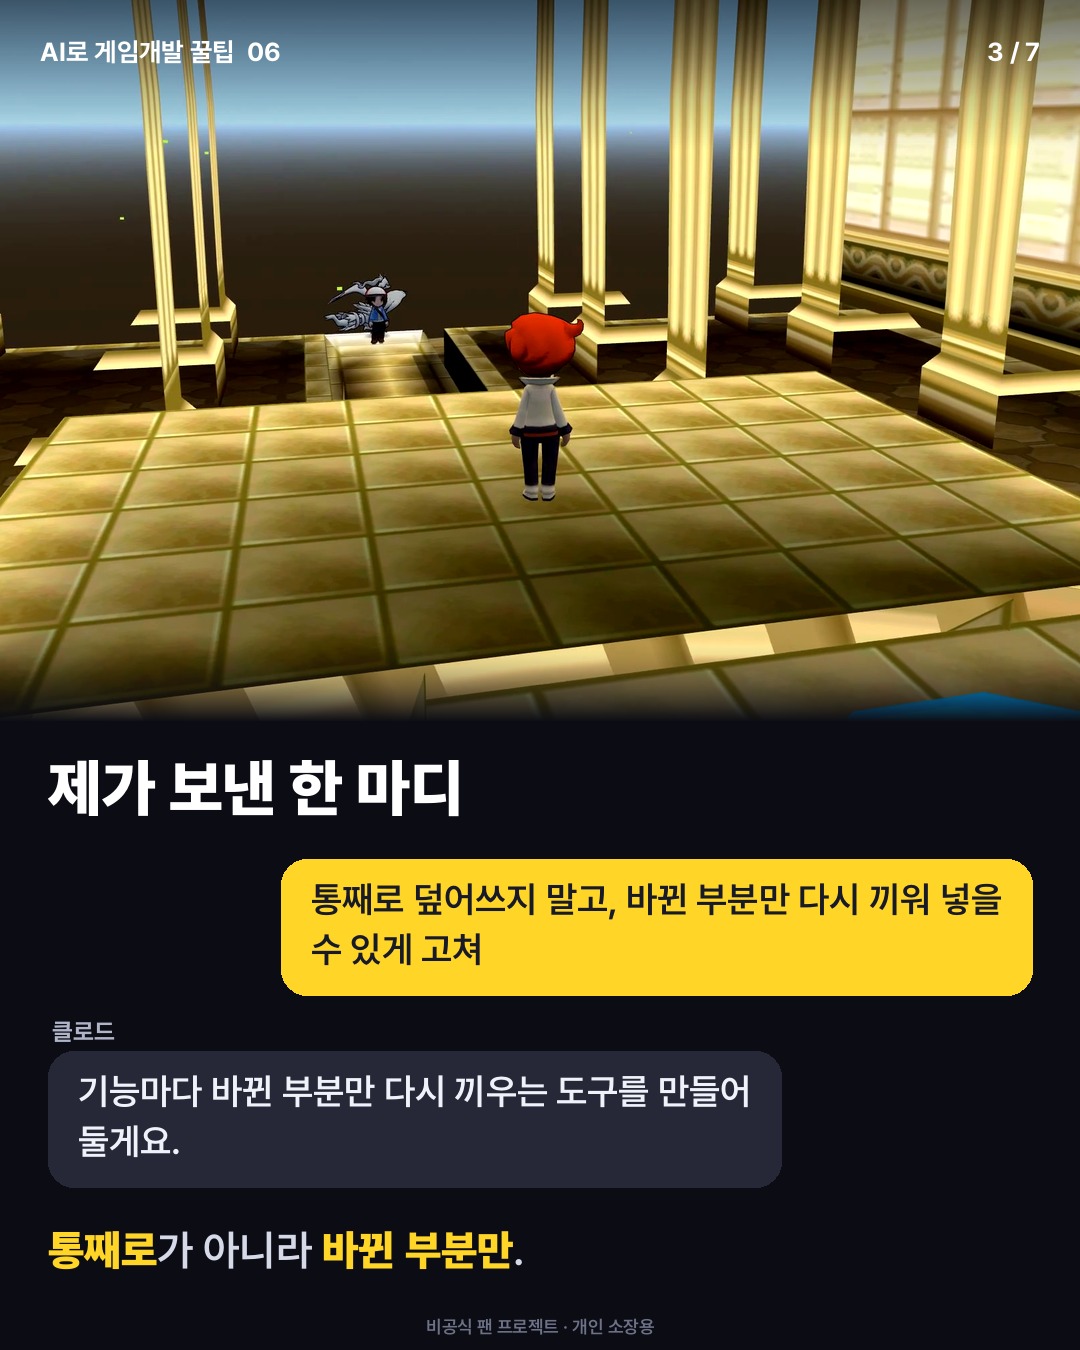 AI로 게임개발 꿀팁 06
3 / 7
제가 보낸 한 마디
통째로 덮어쓰지 말고, 바뀐 부분만 다시 끼워 넣을
수 있게 고쳐
클로드
기능마다 바뀐 부분만 다시 끼우는 도구를 만들어
둘게요.
통째로가 아니라 바뀐 부분만.
비공식 팬 프로젝트 · 개인 소장용